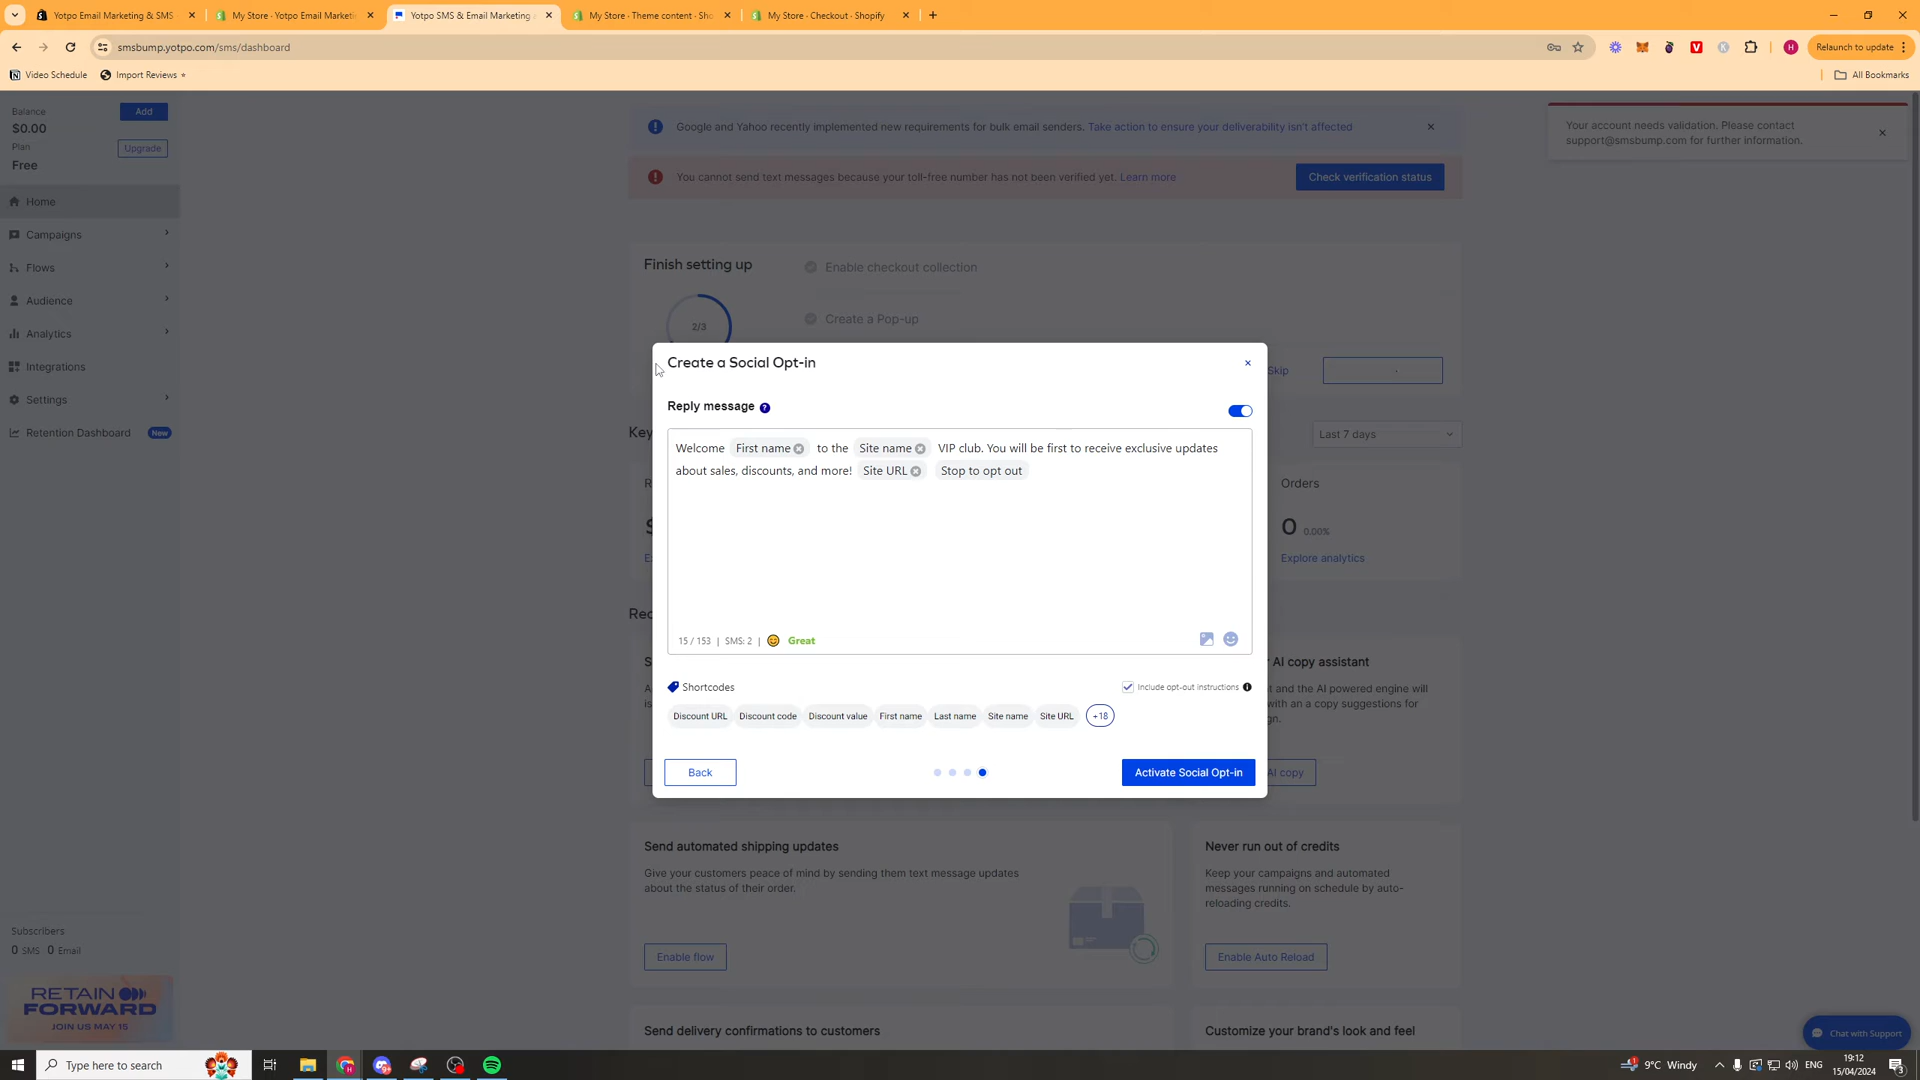 Yotpo Email Marketing & SMS
My Store · Yotpo Email Marketi
Yotpo SMS & Email Marketing
My Store · Theme content · Sho
My Store · Checkout · Shopify
smsbump.yotpo.com/sms/dashboard
Relaunch to update
Video Schedule
Import Reviews
All Bookmarks
Balance
Add
$0.00
Plan
Upgrade
Free
Home
Campaigns
Flows
Audience
Analytics
Integrations
Settings
Retention Dashboard New
Google and Yahoo recently implemented new requirements for bulk email senders. Take action to ensure your deliverability isn't affected
You cannot send text messages because your toll-free number has not been verified yet. Learn more
Check verification status
Your account needs validation. Please contact
support@smsbump.com for further information.
Finish setting up
2/3
Enable checkout collection
Create a Pop-up
Skip
Create a Social Opt-in
Reply message
Welcome First name to the Site name VIP club. You will be first to receive exclusive updates
about sales, discounts, and more! Site URL Stop to opt out
15 / 153 | SMS: 2 | Great
Shortcodes
Include opt-out instructions
Discount URL Discount code Discount value First name Last name Site name Site URL +18
Back
Activate Social Opt-in
Last 7 days
Orders
0 0.00%
Explore analytics
AI copy assistant
t and the AI powered engine will
AI copy
Send automated shipping updates
Give your customers peace of mind by sending them text message updates
about the status of their order.
Enable flow
Never run out of credits
Keep your campaigns and automated
messages running on schedule by auto-
reloading credits.
Enable Auto Reload
Send delivery confirmations to customers
Customize your brand's look and feel
Subscribers
0 SMS 0 Email
RETAIN
FORWARD
JOIN US MAY 15
Chat with Support
Type here to search
9°C Windy
ENG
19:12
15/04/2024